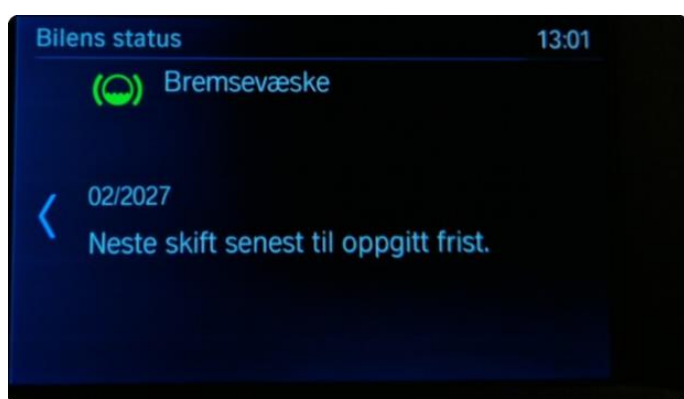 Bilens status 13:01
Bremsevæske
02/2027
Neste skift senest til oppgitt frist.